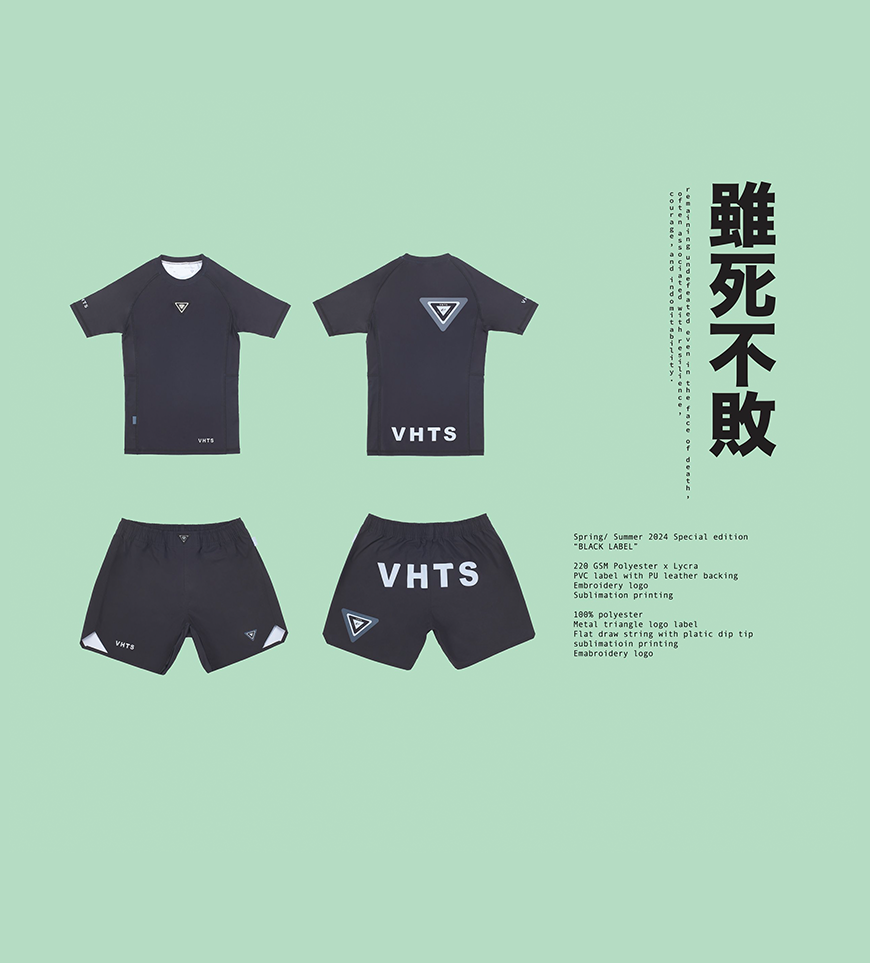 雖死不敗
remaining undefeated even in the face of death,
often associated with resilience,
courage, and indomitability.
VHTS
VHTS
VHTS
VHTS
VHTS
Spring/ Summer 2024 Special edition
“BLACK LABEL”
220 GSM Polyester x Lycra
PVC label with PU leather backing
Embroidery logo
Sublimation printing
100% polyester
Metal triangle logo label
Flat draw string with platic dip tip
sublimatioin printing
Emabroidery logo